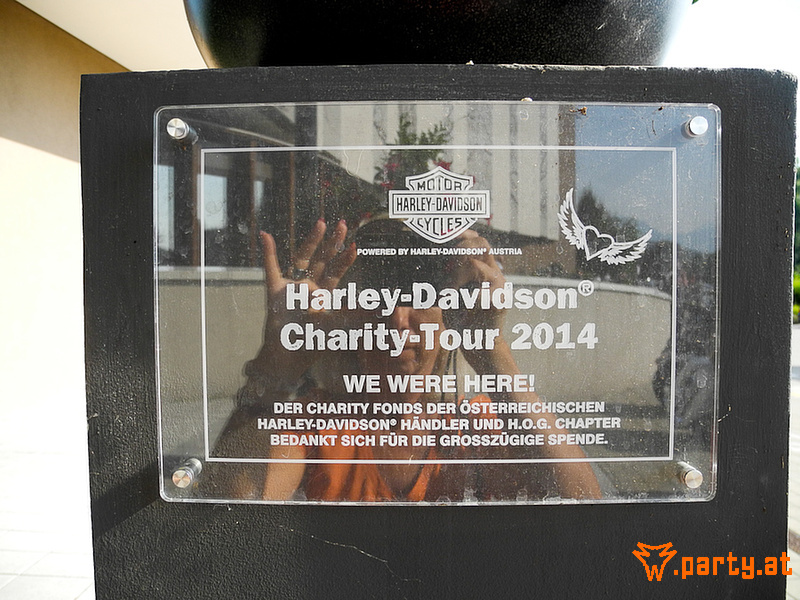 MOTOR
HARLEY-DAVIDSON
CYCLES
POWERED BY HARLEY-DAVIDSON® AUSTRIA
Harley-Davidson®
Charity-Tour 2014
WE WERE HERE!
DER CHARITY FONDS DER ÖSTERREICHISCHEN
HARLEY-DAVIDSON® HÄNDLER UND H.O.G. CHAPTER
BEDANKT SICH FÜR DIE GROSSZÜGIGE SPENDE.
w.party.at